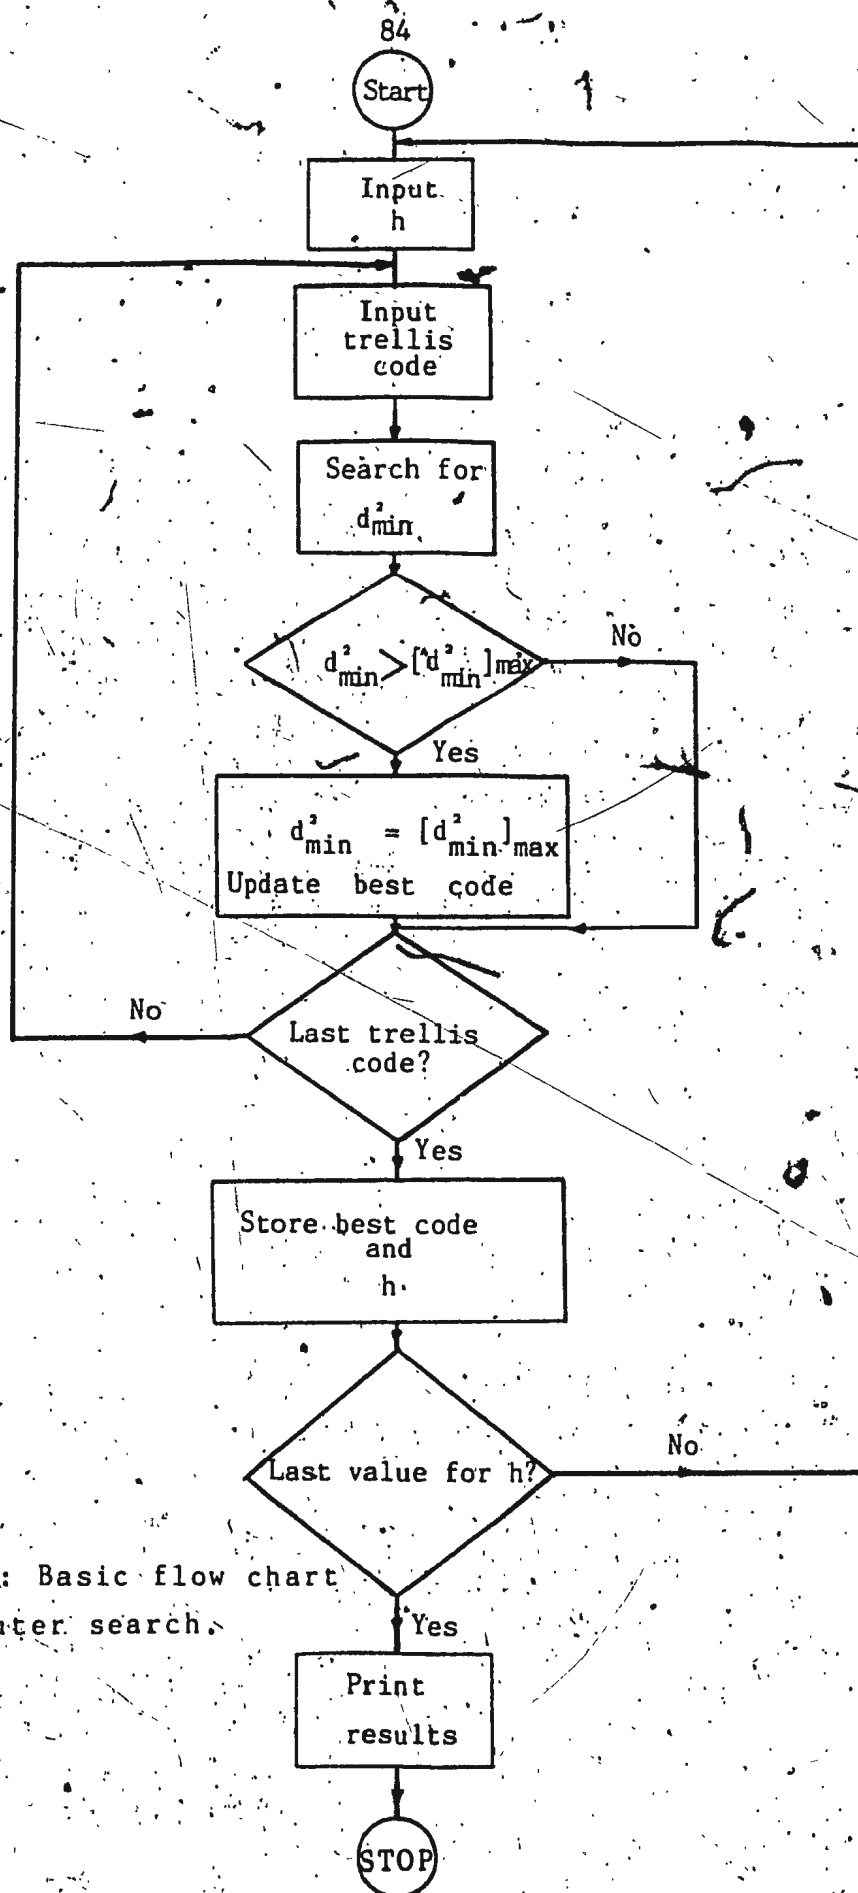 84
Start
Input
h
Input
trellis
code
Search for
d²min
d²min > [d²min]max
No
Yes
d²min = [d²min]max
Update best code
No
Last trellis
code?
Yes
Store best code
and
h
Last value for h?
No
: Basic flow chart
search.
Yes
Print
results
STOP